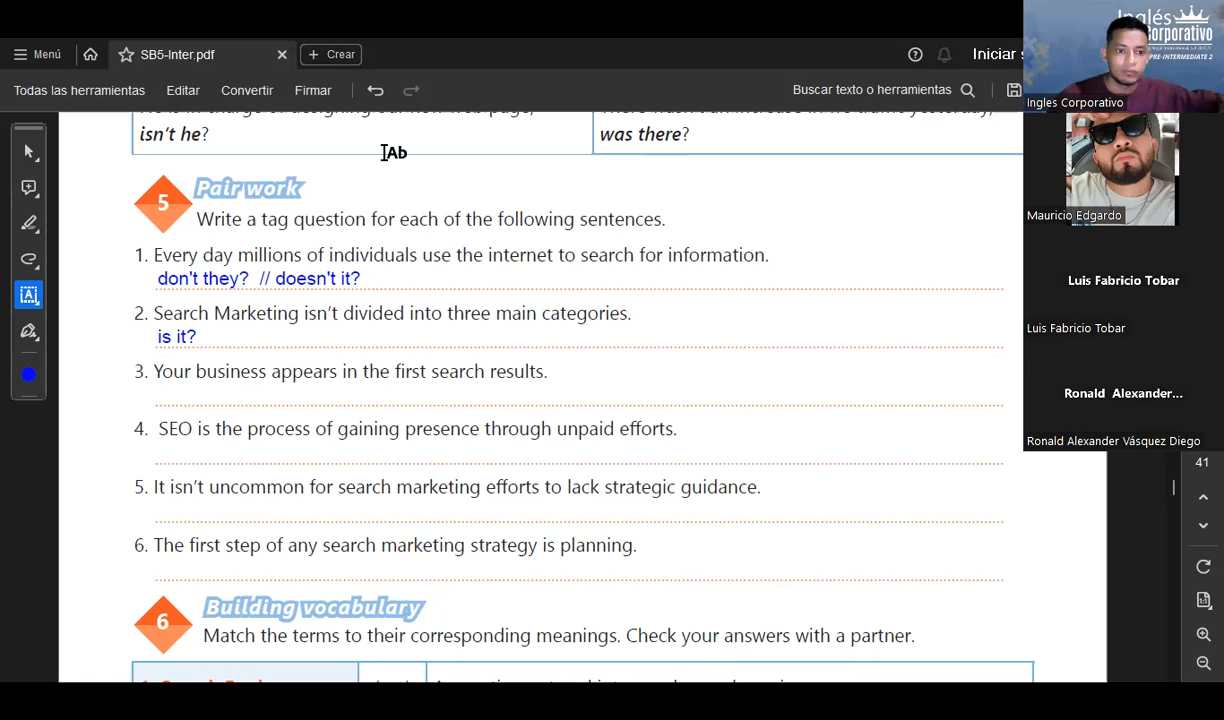 Menú
SB5-Inter.pdf
Crear
Iniciar s
Todas las herramientas
Editar
Convertir
Firmar
Buscar texto o herramientas
Inglés
Corporativo
PRE-INTERMEDIATE 2
Ingles Corporativo
isn't he?
was there?
Ab
5
Pair work
Write a tag question for each of the following sentences.
1. Every day millions of individuals use the internet to search for information.
don't they? // doesn't it?
2. Search Marketing isn't divided into three main categories.
is it?
3. Your business appears in the first search results.
4. SEO is the process of gaining presence through unpaid efforts.
5. It isn't uncommon for search marketing efforts to lack strategic guidance.
6. The first step of any search marketing strategy is planning.
6
Building vocabulary
Match the terms to their corresponding meanings. Check your answers with a partner.
Mauricio Edgardo
Luis Fabricio Tobar
Luis Fabricio Tobar
Ronald Alexander...
Ronald Alexander Vásquez Diego
41